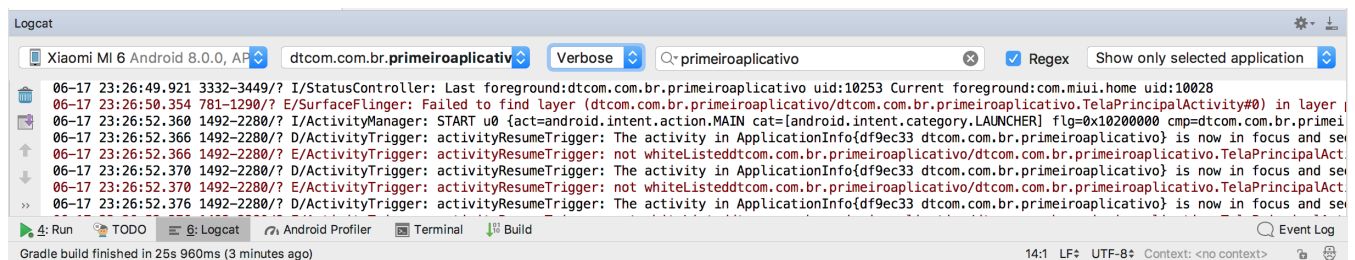 Logcat
Xiaomi MI 6 Android 8.0.0, AP dtcom.com.br.primeiroaplicativ Verbose primeiroaplicativo Regex Show only selected application
06-17 23:26:49.921 3332-3449/? I/StatusController: Last foreground:dtcom.com.br.primeiroaplicativo uid:10253 Current foreground:com.miui.home uid:10028
06-17 23:26:50.354 781-1290/? E/SurfaceFlinger: Failed to find layer (dtcom.com.br.primeiroaplicativo/dtcom.com.br.primeiroaplicativo.TelaPrincipalActivity#0) in layer
06-17 23:26:52.360 1492-2280/? I/ActivityManager: START u0 {act=android.intent.action.MAIN cat=[android.intent.category.LAUNCHER] flg=0x10200000 cmp=dtcom.com.br.primei
06-17 23:26:52.366 1492-2280/? D/ActivityTrigger: activityResumeTrigger: The activity in ApplicationInfo{df9ec33 dtcom.com.br.primeiroaplicativo} is now in focus and se
06-17 23:26:52.366 1492-2280/? E/ActivityTrigger: activityResumeTrigger: not whiteListeddtcom.com.br.primeiroaplicativo/dtcom.com.br.primeiroaplicativo.TelaPrincipalAct
06-17 23:26:52.370 1492-2280/? D/ActivityTrigger: activityResumeTrigger: The activity in ApplicationInfo{df9ec33 dtcom.com.br.primeiroaplicativo} is now in focus and se
06-17 23:26:52.370 1492-2280/? E/ActivityTrigger: activityResumeTrigger: not whiteListeddtcom.com.br.primeiroaplicativo/dtcom.com.br.primeiroaplicativo.TelaPrincipalAct
06-17 23:26:52.376 1492-2280/? D/ActivityTrigger: activityResumeTrigger: The activity in ApplicationInfo{df9ec33 dtcom.com.br.primeiroaplicativo} is now in focus and se
4: Run TODO 6: Logcat Android Profiler Terminal Build Event Log
Gradle build finished in 25s 960ms (3 minutes ago) 14:1 LF UTF-8 Context: <no context>